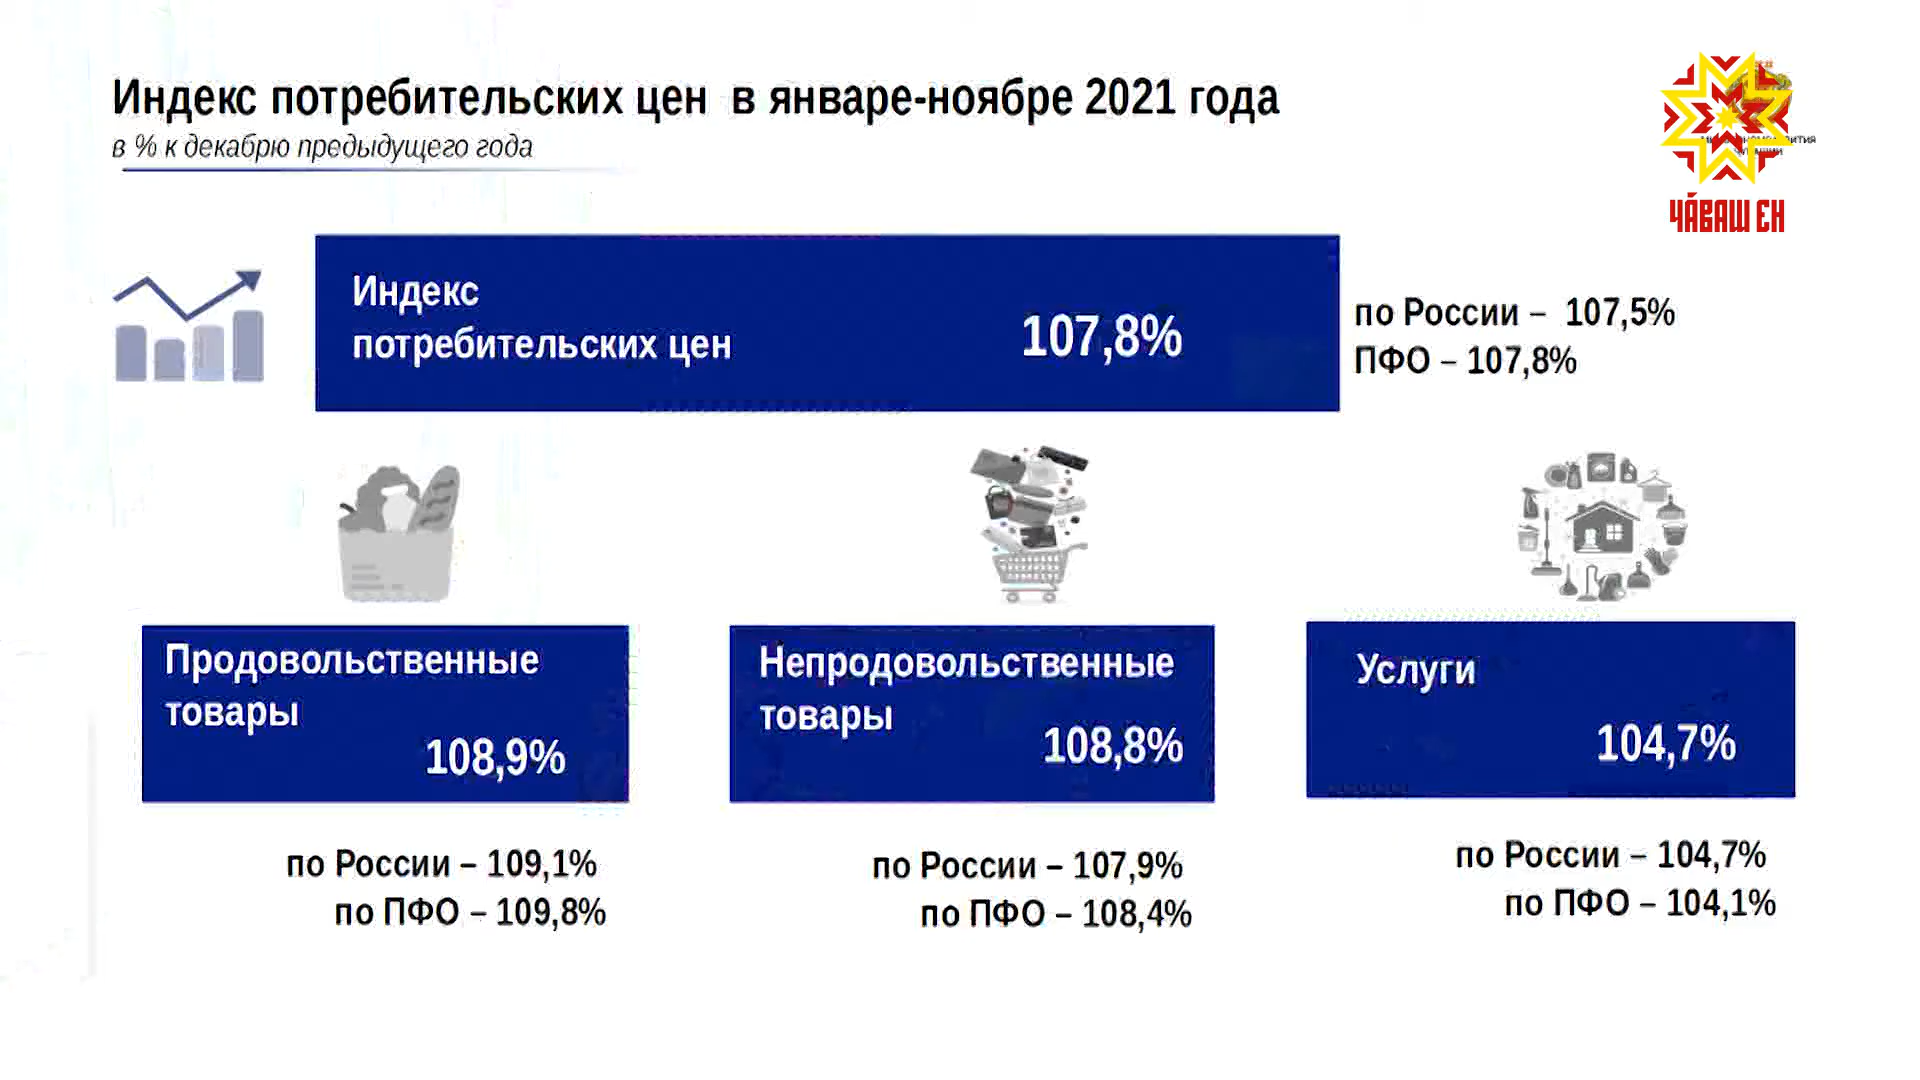 Индекс потребительских цен в январе-ноябре 2021 года
в % к декабрю предыдущего года
ЧӐВАШ ЕН
Индекс
потребительских цен
107,8%
по России – 107,5%
ПФО – 107,8%
Продовольственные
товары
108,9%
Непродовольственные
товары
108,8%
Услуги
104,7%
по России – 109,1%
по ПФО – 109,8%
по России – 107,9%
по ПФО – 108,4%
по России – 104,7%
по ПФО – 104,1%